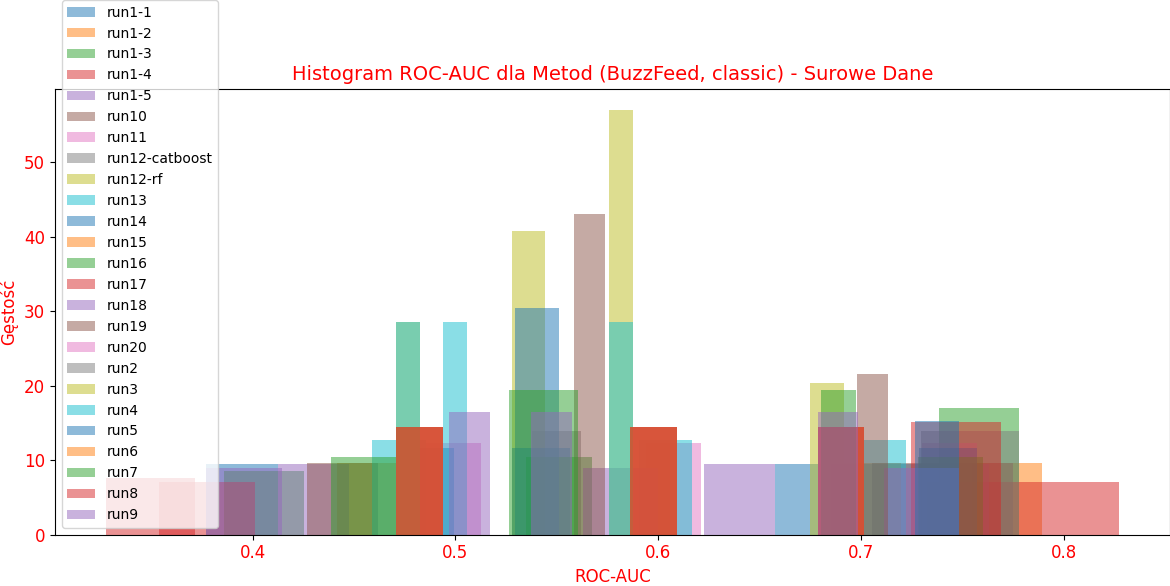 run1-1
run1-2
run1-3
run1-4
run1-5
run10
run11
run12-catboost
run12-rf
run13
run14
run15
run16
run17
run18
run19
run20
run2
run3
run4
run5
run6
run7
run8
run9
Histogram ROC-AUC dla Metod (BuzzFeed, classic) - Surowe Dane
Gęstość
50
40
30
20
10
0
0.4
0.5
0.6
0.7
0.8
ROC-AUC